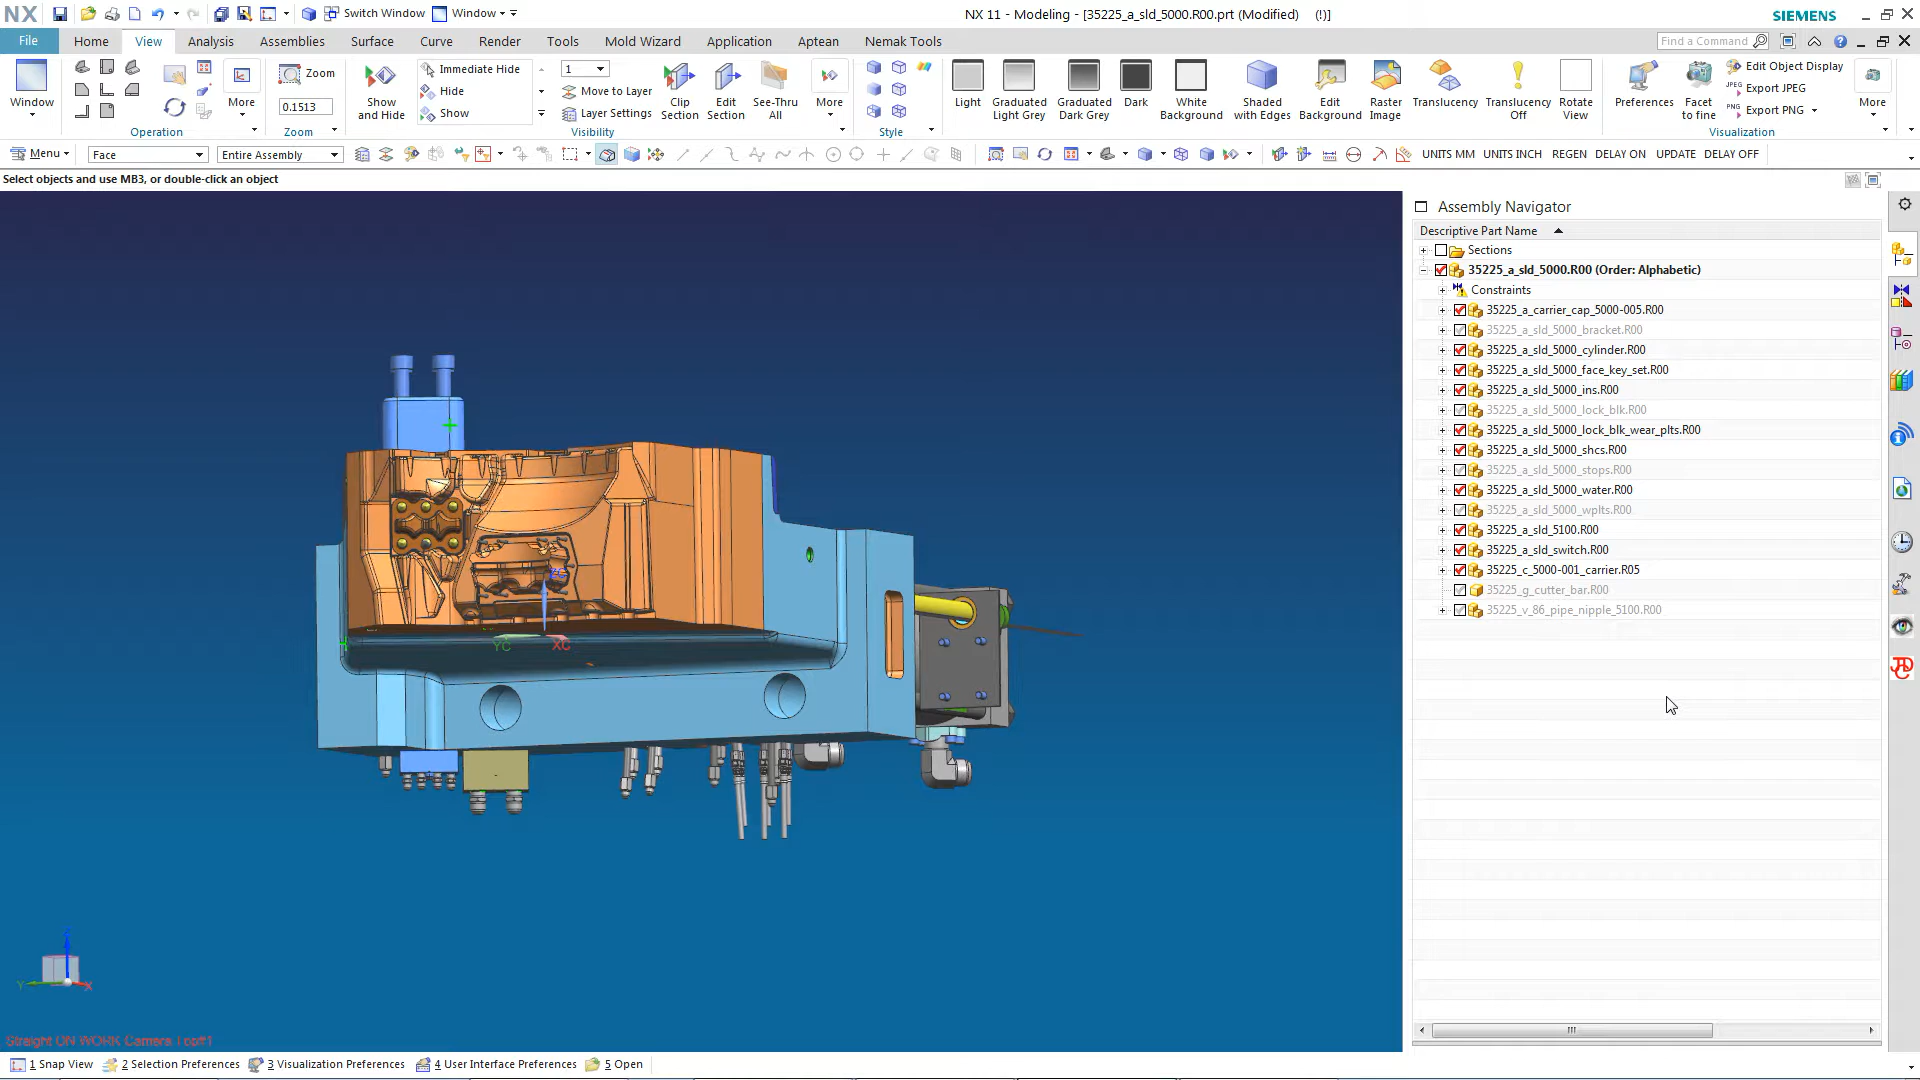 NX Switch Window Window NX 11 - Modeling - [35225_a_sld_5000.R00.prt (Modified) (!)] SIEMENS
File Home View Analysis Assemblies Surface Curve Render Tools Mold Wizard Application Aptean Nemak Tools Find a Command
Window More Zoom 0.1513 Show and Hide Immediate Hide Hide Show 1 Move to Layer Layer Settings Clip Section Edit Section See-Thru All More Light Graduated Light Grey Graduated Dark Grey Dark White Background Shaded with Edges Edit Background Raster Image Translucency Translucency Off Rotate View Preferences Facet to fine Edit Object Display JPEG Export JPEG PNG Export PNG More
Operation Zoom Visibility Style Visualization
Menu Face Entire Assembly UNITS MM UNITS INCH REGEN DELAY ON UPDATE DELAY OFF
Select objects and use MB3, or double-click an object
Assembly Navigator
Descriptive Part Name
Sections
35225_a_sld_5000.R00 (Order: Alphabetic)
Constraints
35225_a_carrier_cap_5000-005.R00
35225_a_sld_5000_bracket.R00
35225_a_sld_5000_cylinder.R00
35225_a_sld_5000_face_key_set.R00
35225_a_sld_5000_ins.R00
35225_a_sld_5000_lock_blk.R00
35225_a_sld_5000_lock_blk_wear_plts.R00
35225_a_sld_5000_shcs.R00
35225_a_sld_5000_stops.R00
35225_a_sld_5000_water.R00
35225_a_sld_5000_wplts.R00
35225_a_sld_5100.R00
35225_a_sld_switch.R00
35225_c_5000-001_carrier.R05
35225_g_cutter_bar.R00
35225_v_86_pipe_nipple_5100.R00
ZC
YC XC
Z
Y X
Straight ON WORK Camera Top#1
1 Snap View 2 Selection Preferences 3 Visualization Preferences 4 User Interface Preferences 5 Open